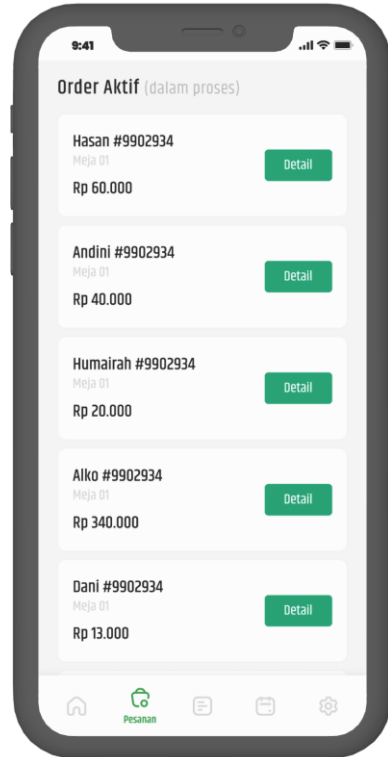 9:41
Order Aktif (dalam proses)
Hasan #9902934
Meja 01
Rp 60.000
Detail
Andini #9902934
Meja 01
Rp 40.000
Detail
Humairah #9902934
Meja 01
Rp 20.000
Detail
Alko #9902934
Meja 01
Rp 340.000
Detail
Dani #9902934
Meja 01
Rp 13.000
Detail
Pesanan